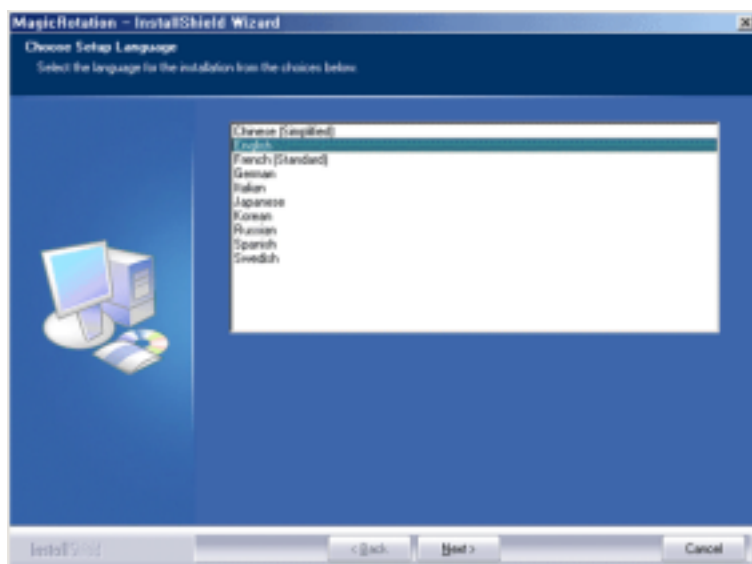 MagicRotation - InstallShield Wizard
Choose Setup Language
Select the language for the installation from the choices below.
Chinese (Simplified)
English
French (Standard)
German
Italian
Japanese
Korean
Russian
Spanish
Swedish
InstallShield
< Back
Next >
Cancel